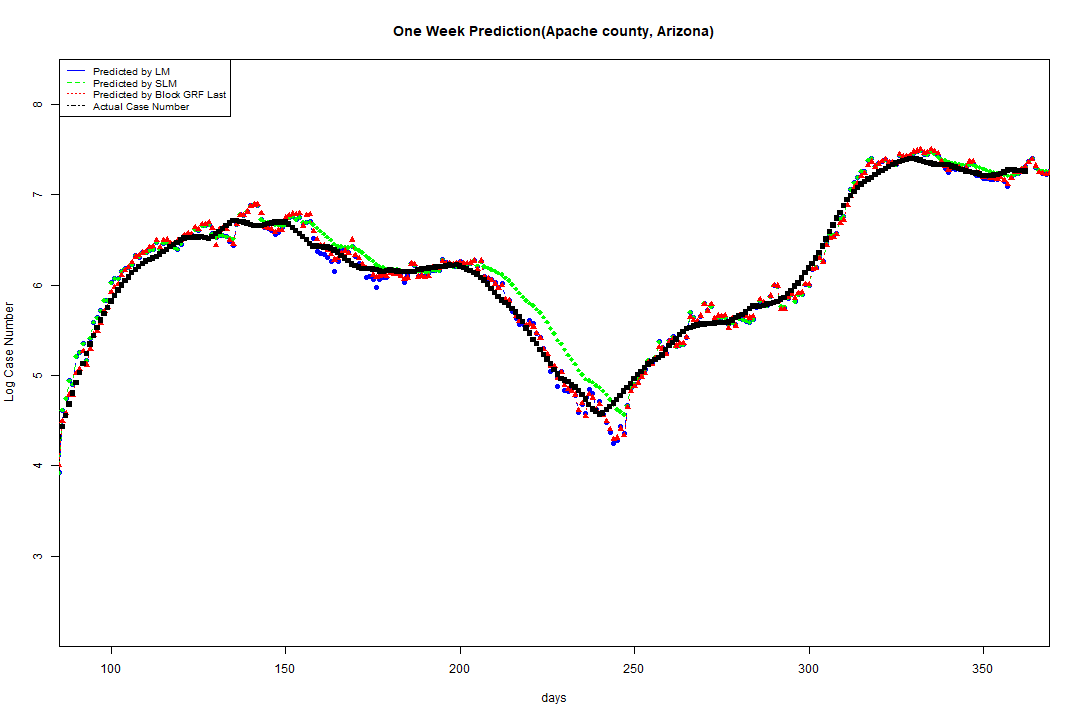 One Week Prediction(Apache county, Arizona)
Predicted by LM
Predicted by SLM
Predicted by Block GRF Last
Actual Case Number
8
7
6
5
4
3
Log Case Number
100 150 200 250 300 350
days